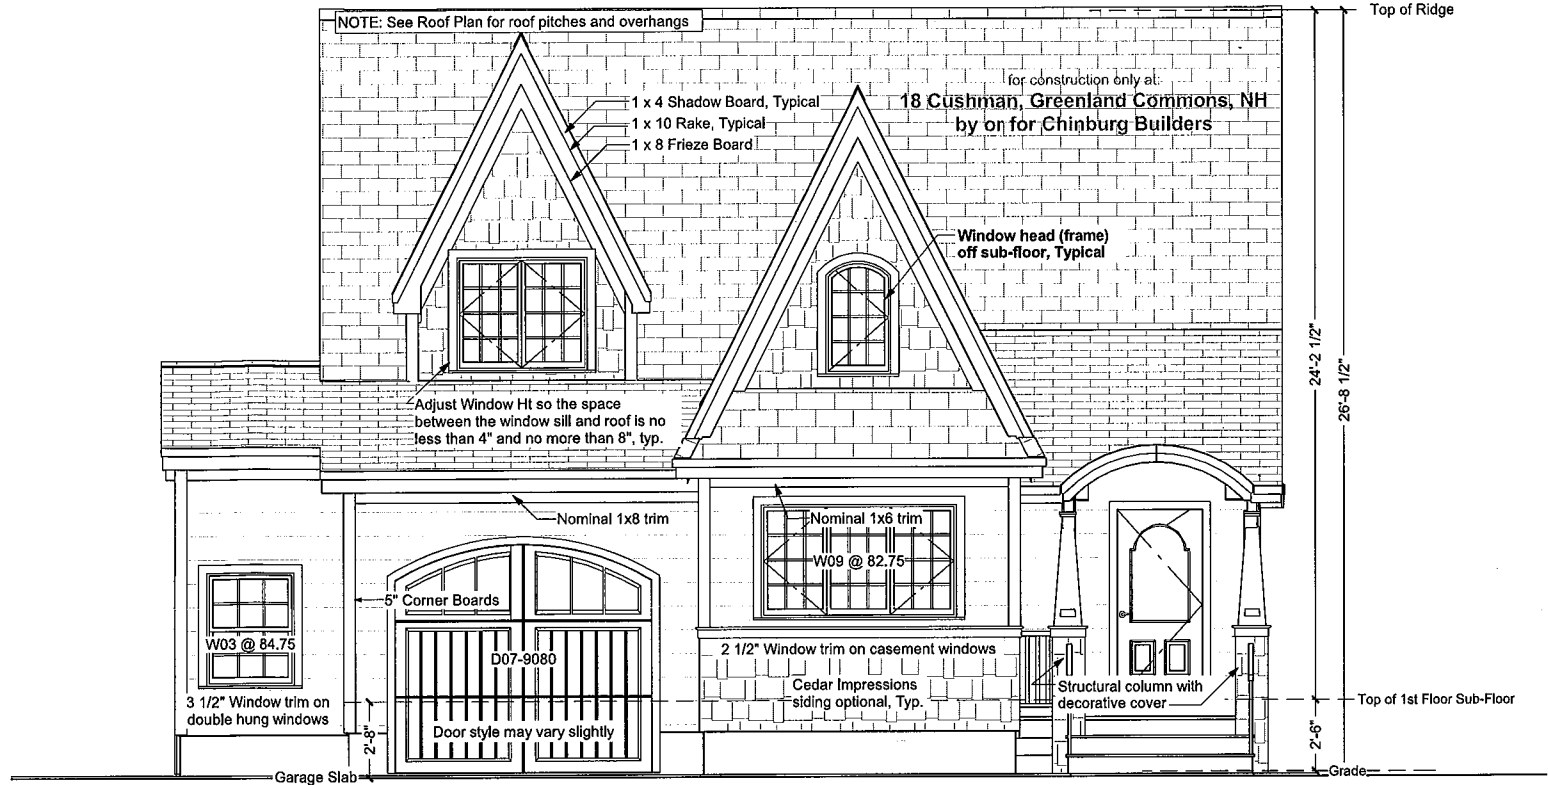 NOTE: See Roof Plan for roof pitches and overhangs
Top of Ridge
for construction only at:
18 Cushman, Greenland Commons, NH
by or for Chinburg Builders
1 x 4 Shadow Board, Typical
1 x 10 Rake, Typical
1 x 8 Frieze Board
Window head (frame)
off sub-floor, Typical
24'-2 1/2"
26'-8 1/2"
Adjust Window Ht so the space
between the window sill and roof is no
less than 4" and no more than 8", typ.
Nominal 1x8 trim
Nominal 1x6 trim
W09 @ 82.75
5" Corner Boards
W03 @ 84.75
D07-9080
2 1/2" Window trim on casement windows
3 1/2" Window trim on
double hung windows
Cedar Impressions
siding optional, Typ.
Structural column with
decorative cover
Top of 1st Floor Sub-Floor
Door style may vary slightly
2'-8"
2'-6"
Garage Slab
Grade